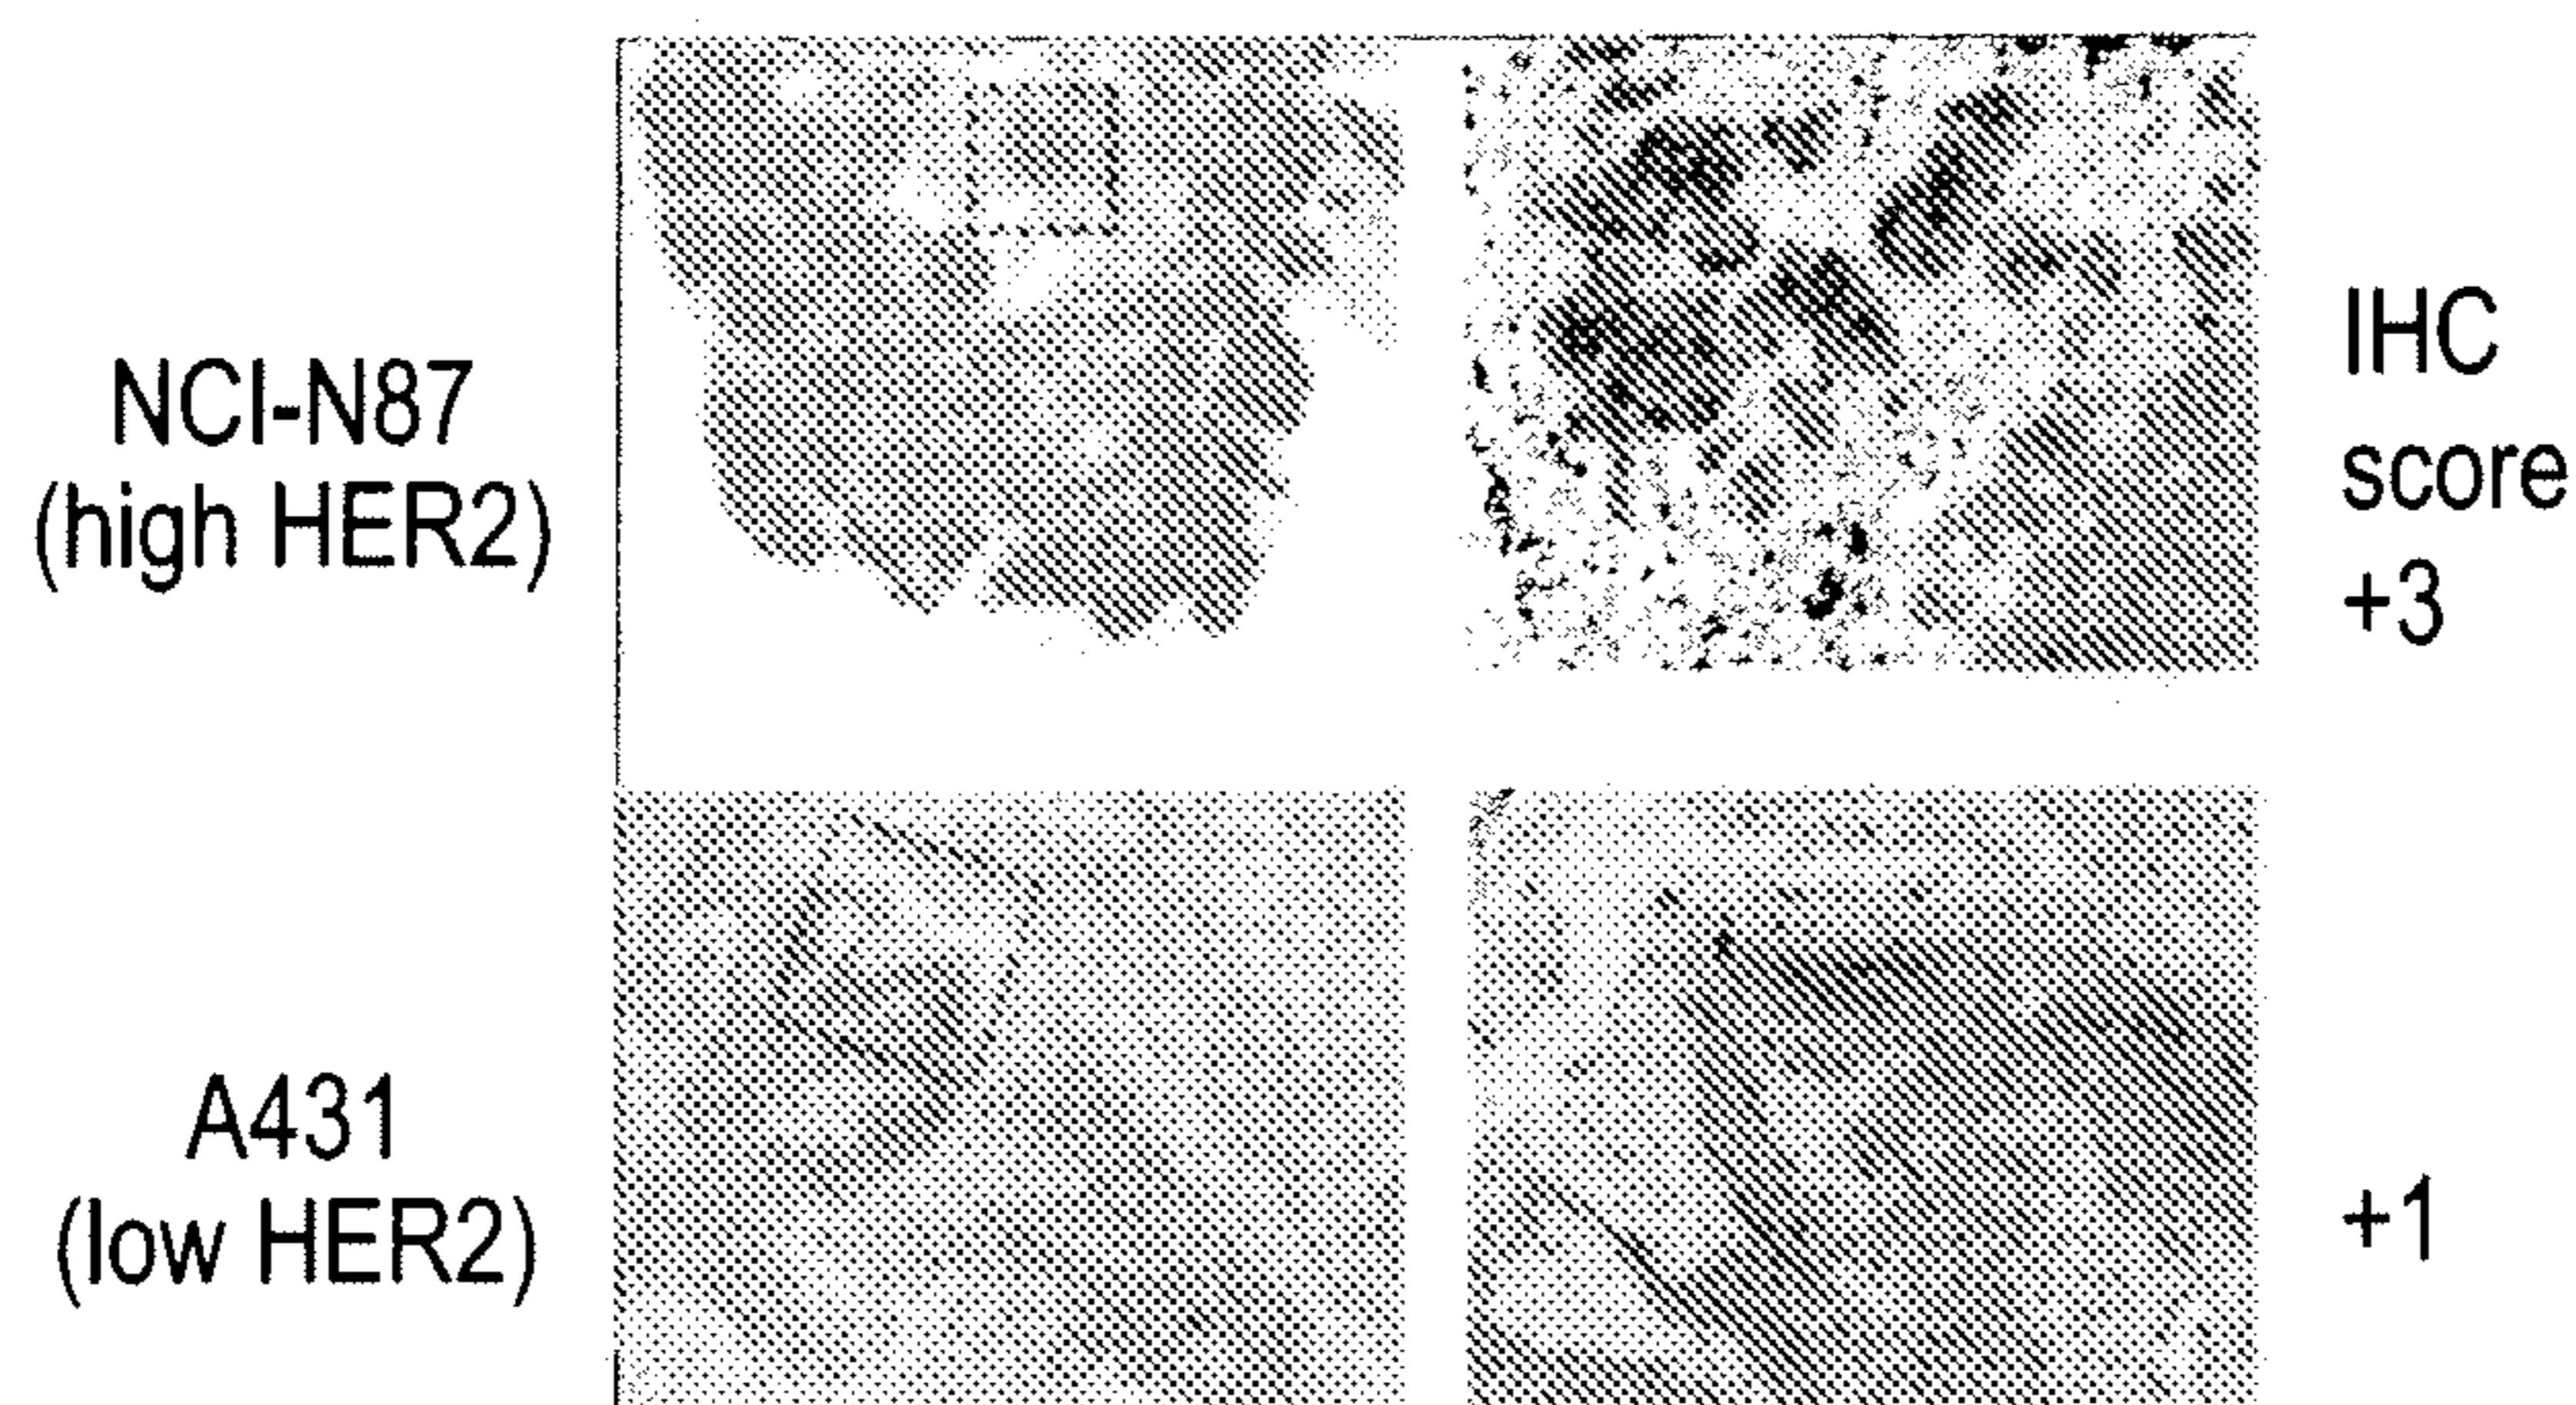 NCI-N87
(high HER2)
IHC
score
+3
A431
(low HER2)
+1